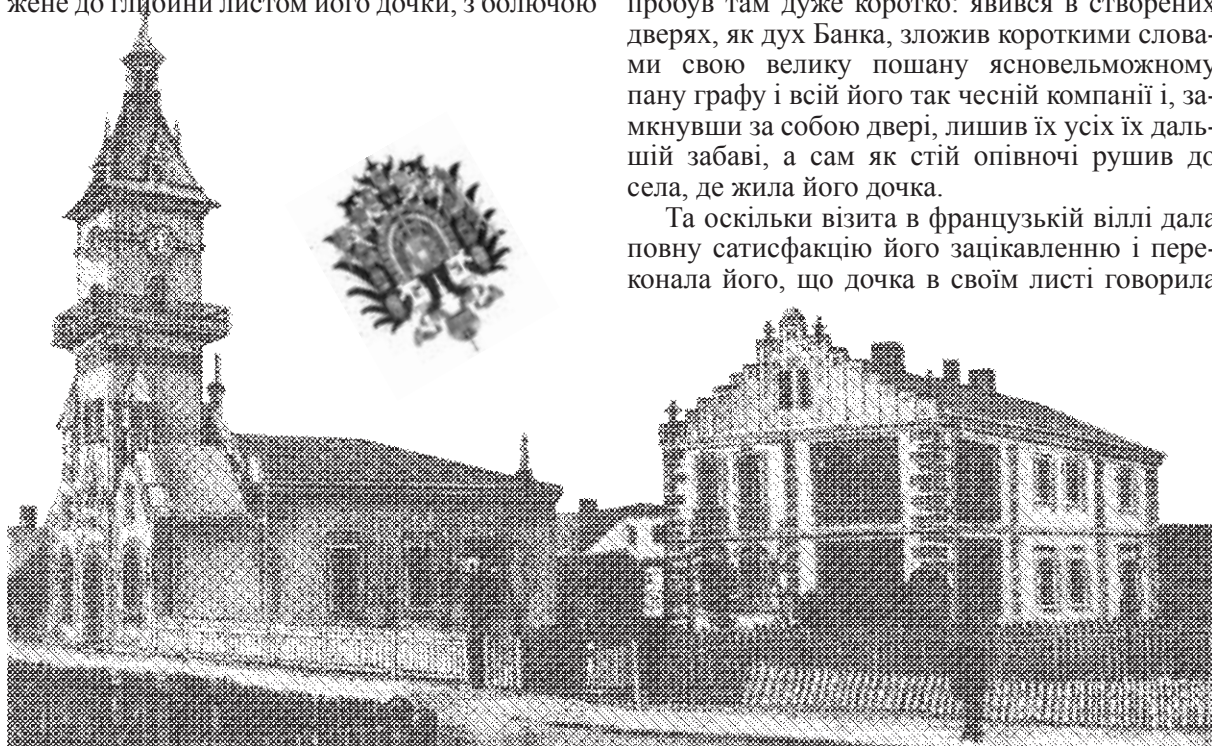 жене до глибини листом його дочки, з болючою
пробув там дуже коротко: явився в створених
дверях, як дух Банка, зложив короткими слова-
ми свою велику пошану ясновельможному
пану графу і всій його так чесній компанії і, за-
мкнувши за собою двері, лишив їх усіх їх даль-
шій забаві, а сам як стій опівночі рушив до
села, де жила його дочка.
Та оскільки візита в французькій віллі дала
повну сатисфакцію його зацікавленню і пере-
конала його, що дочка в своїм листі говорила